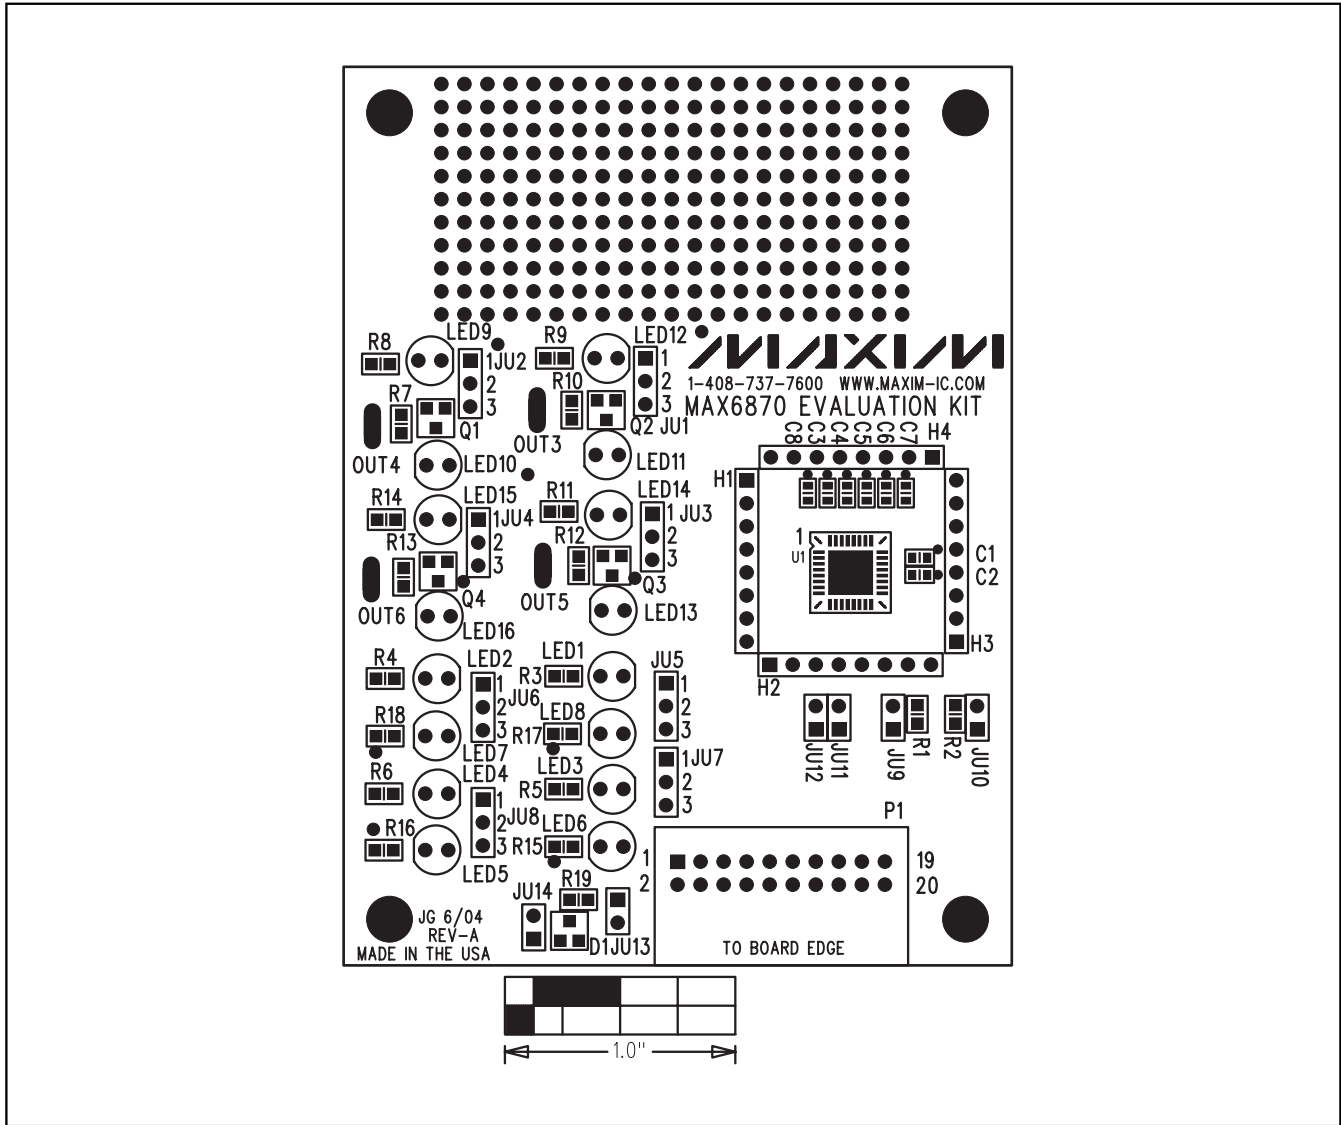 LED9
LED12
R8
R9
MAXIM
1JU2
2
3
1
2
3
1-408-737-7600 WWW.MAXIM-IC.COM
MAX6870 EVALUATION KIT
R7
R10
Q1
Q2 JU1
OUT4
OUT3
LED10
LED11
C8
C3
C4
C5
C6
C7
H4
H1
R14
LED15
R11
LED14
1JU4
2
3
1 JU3
2
3
R13
R12
1
U1
C1
C2
Q4
Q3
OUT6
OUT5
LED16
LED13
H3
H2
R4
LED2
LED1
R3
JU5
1
JU6
2
3
1
2
3
R18
LED8
R17
LED7
JU12
JU11
JU9
R1
R2
JU10
R6
LED4
LED3
R5
1JU7
2
3
1
JU8
2
3
P1
R16
LED6
R15
LED5
1
2
19
20
JU14
R19
JG 6/04
REV-A
MADE IN THE USA
D1JU13
TO BOARD EDGE
1.0"